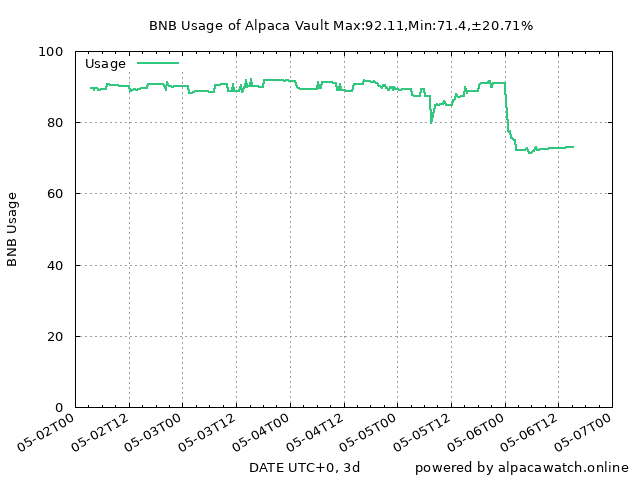 BNB Usage of Alpaca Vault Max:92.11,Min:71.4,±20.71%
Usage
100
80
60
40
20
0
BNB Usage
05-02T00
05-02T12
05-03T00
05-03T12
05-04T00
05-04T12
05-05T00
05-05T12
05-06T00
05-06T12
05-07T00
DATE UTC+0, 3d
powered by alpacawatch.online